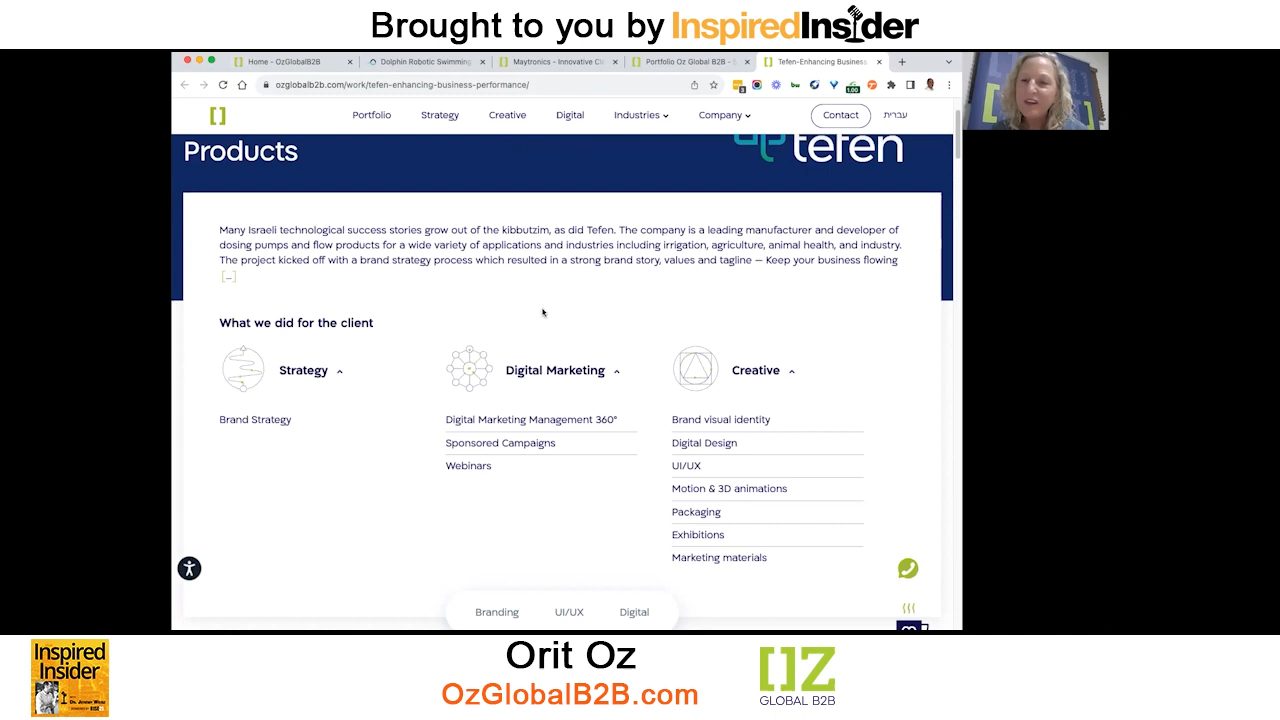 Brought to you by InspiredInsider
Home - OzGlobalB2B
Dolphin Robotic Swimming
Maytronics - Innovative Cl
Portfolio Oz Global B2B - S
Tefen-Enhancing Business
ozglobalb2b.com/work/tefen-enhancing-business-performance/
3
1.00
[ ]
Portfolio Strategy Creative Digital Industries Company Contact עברית
Products
tefen
Many Israeli technological success stories grow out of the kibbutzim, as did Tefen. The company is a leading manufacturer and developer of
dosing pumps and flow products for a wide variety of applications and industries including irrigation, agriculture, animal health, and industry.
The project kicked off with a brand strategy process which resulted in a strong brand story, values and tagline — Keep your business flowing
[...]
What we did for the client
Strategy
Brand Strategy
Digital Marketing
Digital Marketing Management 360°
Sponsored Campaigns
Webinars
Creative
Brand visual identity
Digital Design
UI/UX
Motion & 3D animations
Packaging
Exhibitions
Marketing materials
Branding UI/UX Digital
Inspired
Insider
Orit Oz
OzGlobalB2B.com
[]Z
GLOBAL B2B